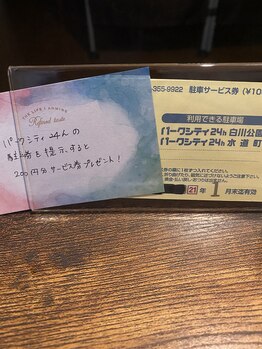 Refined taste
パークシティ24hの
駐車券を提示すると
200円分サービス券プレゼント!
355-9922 駐車サービス券(¥10
利用できる駐車場
パークシティ24h 白川公園
パークシティ24h 水道町
21年 月末迄有効